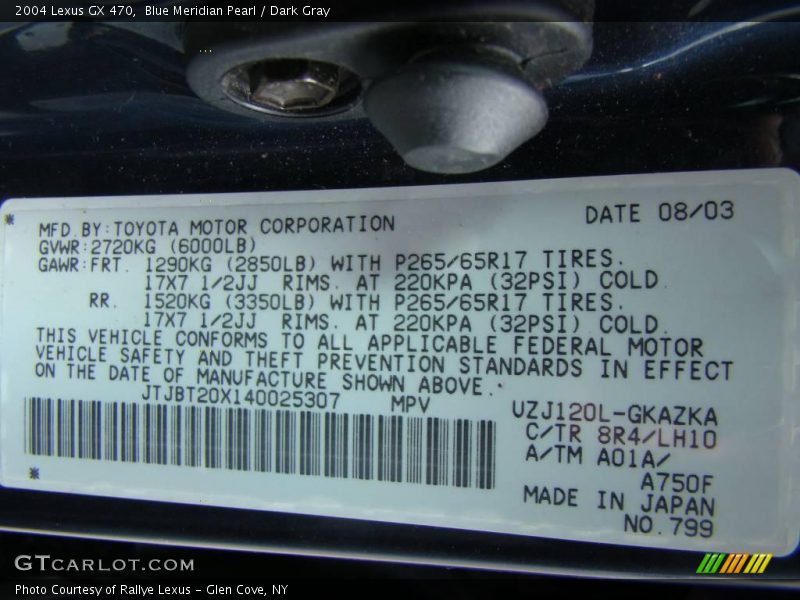 2004 Lexus GX 470, Blue Meridian Pearl / Dark Gray
MFD.BY:TOYOTA MOTOR CORPORATION DATE 08/03
GVWR:2720KG (6000LB)
GAWR:FRT. 1290KG (2850LB) WITH P265/65R17 TIRES.
17X7 1/2JJ RIMS. AT 220KPA (32PSI) COLD.
RR. 1520KG (3350LB) WITH P265/65R17 TIRES.
17X7 1/2JJ RIMS. AT 220KPA (32PSI) COLD.
THIS VEHICLE CONFORMS TO ALL APPLICABLE FEDERAL MOTOR
VEHICLE SAFETY AND THEFT PREVENTION STANDARDS IN EFFECT
ON THE DATE OF MANUFACTURE SHOWN ABOVE.
JTJBT20X140025307 MPV
UZJ120L-GKAZKA
C/TR 8R4/LH10
A/TM A01A/
A750F
MADE IN JAPAN
NO.799
GTCARLOT.COM
Photo Courtesy of Rallye Lexus - Glen Cove, NY